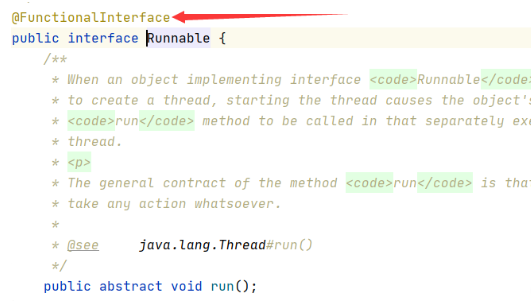 @FunctionalInterface
public interface Runnable {
/**
* When an object implementing interface <code>Runnable</code
* to create a thread, starting the thread causes the object's
* <code>run</code> method to be called in that separately exe
* thread.
* <p>
* The general contract of the method <code>run</code> is that
* take any action whatsoever.
*
* @see java.lang.Thread#run()
*/
public abstract void run();